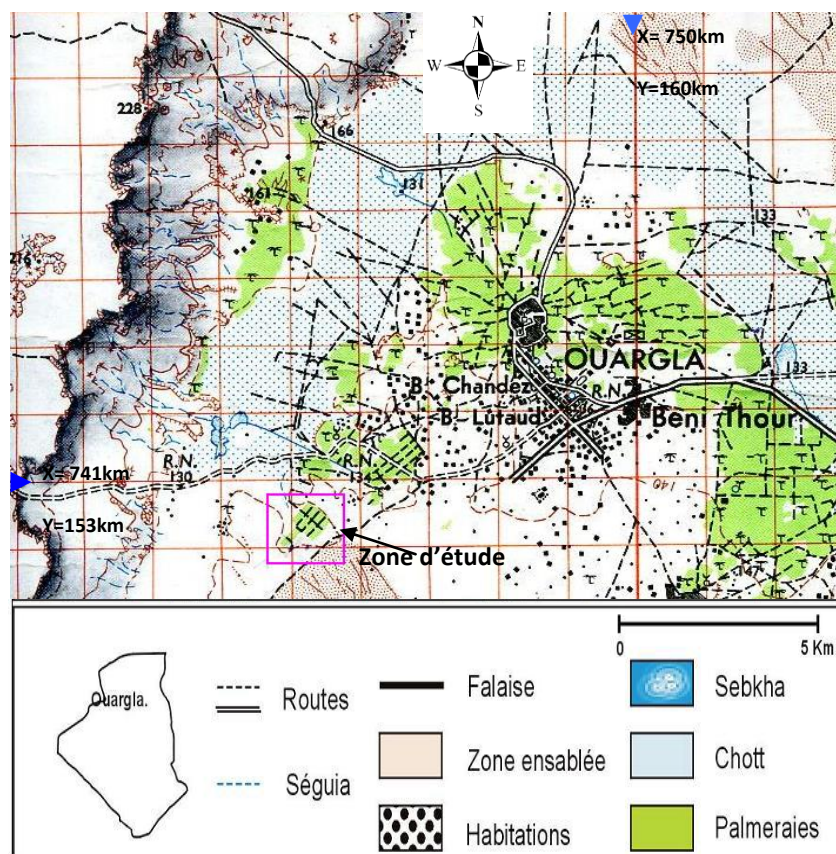 N
W E
S
X= 750km
Y=160km
228
166
161
131
133
216
OUARGLA
B. Chandez
R.N.
133
B. Lutaud
Beni Thour
R.N.
130
R.N.
X= 741km
140
Y=153km
Zone d'étude
0 5 Km
Ouargla.
Routes
Falaise
Sebkha
Zone ensablée
Chott
Séguia
Habitations
Palmeraies